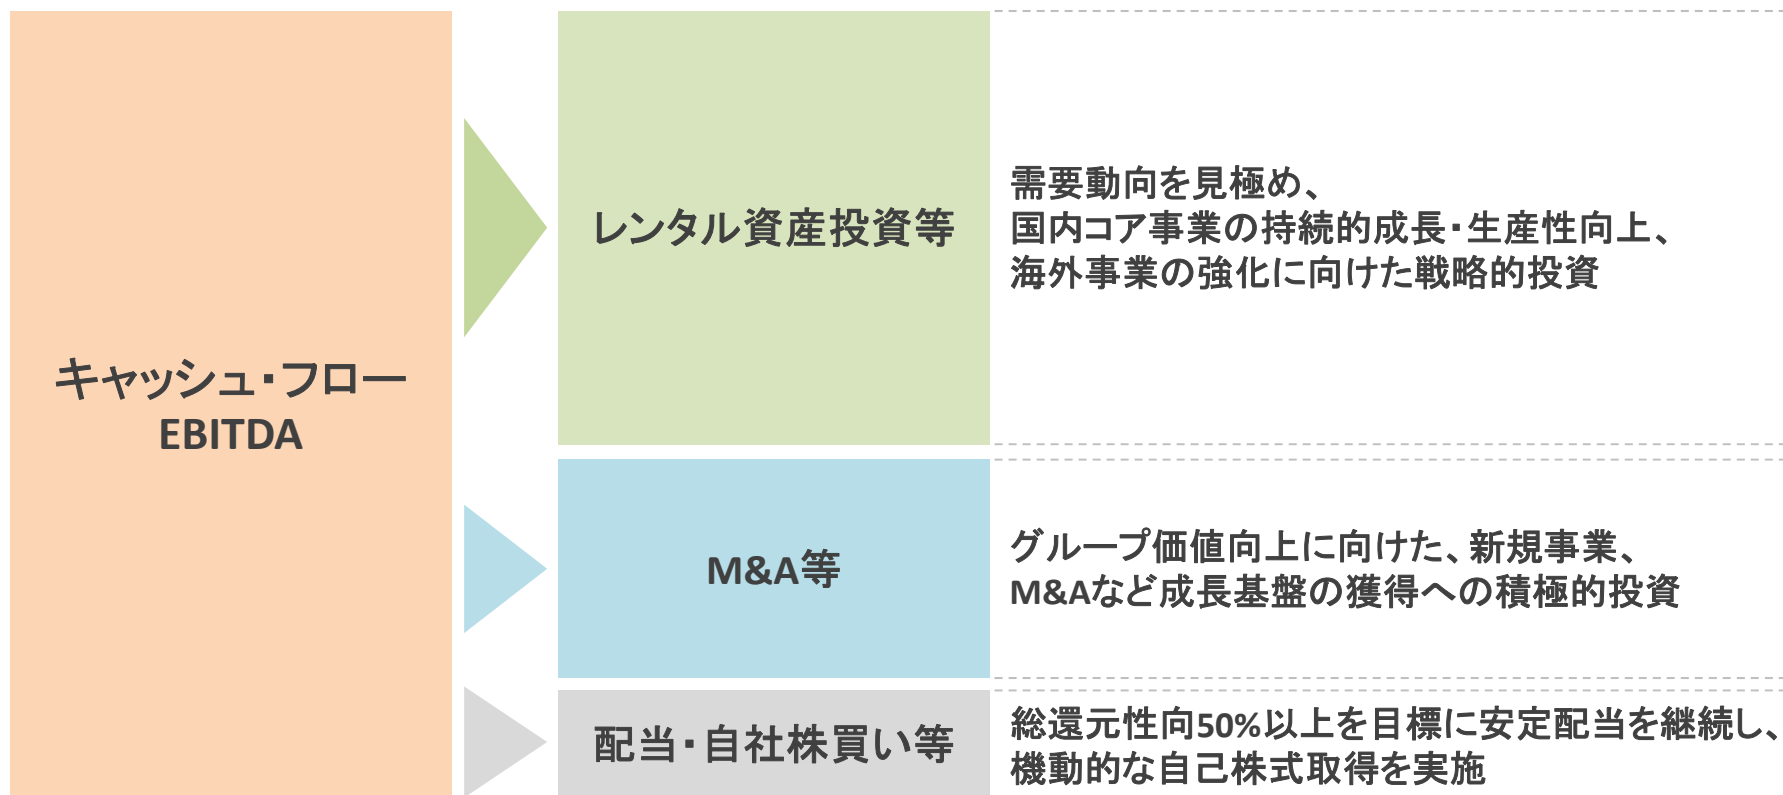 キャッシュ・フロー
EBITDA
レンタル資産投資等
需要動向を見極め、
国内コア事業の持続的成長・生産性向上、
海外事業の強化に向けた戦略的投資
M&A等
グループ価値向上に向けた、新規事業、
M&Aなど成長基盤の獲得への積極的投資
配当・自社株買い等
総還元性向50%以上を目標に安定配当を継続し、
機動的な自己株式取得を実施